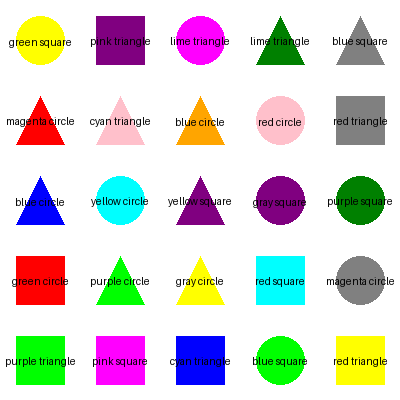 green square pink triangle lime triangle lime triangle blue square
magenta circle cyan triangle blue circle red circle red triangle
blue circle yellow circle yellow square gray square purple square
green circle purple circle gray circle red square magenta circle
purple triangle pink square cyan triangle blue square red triangle